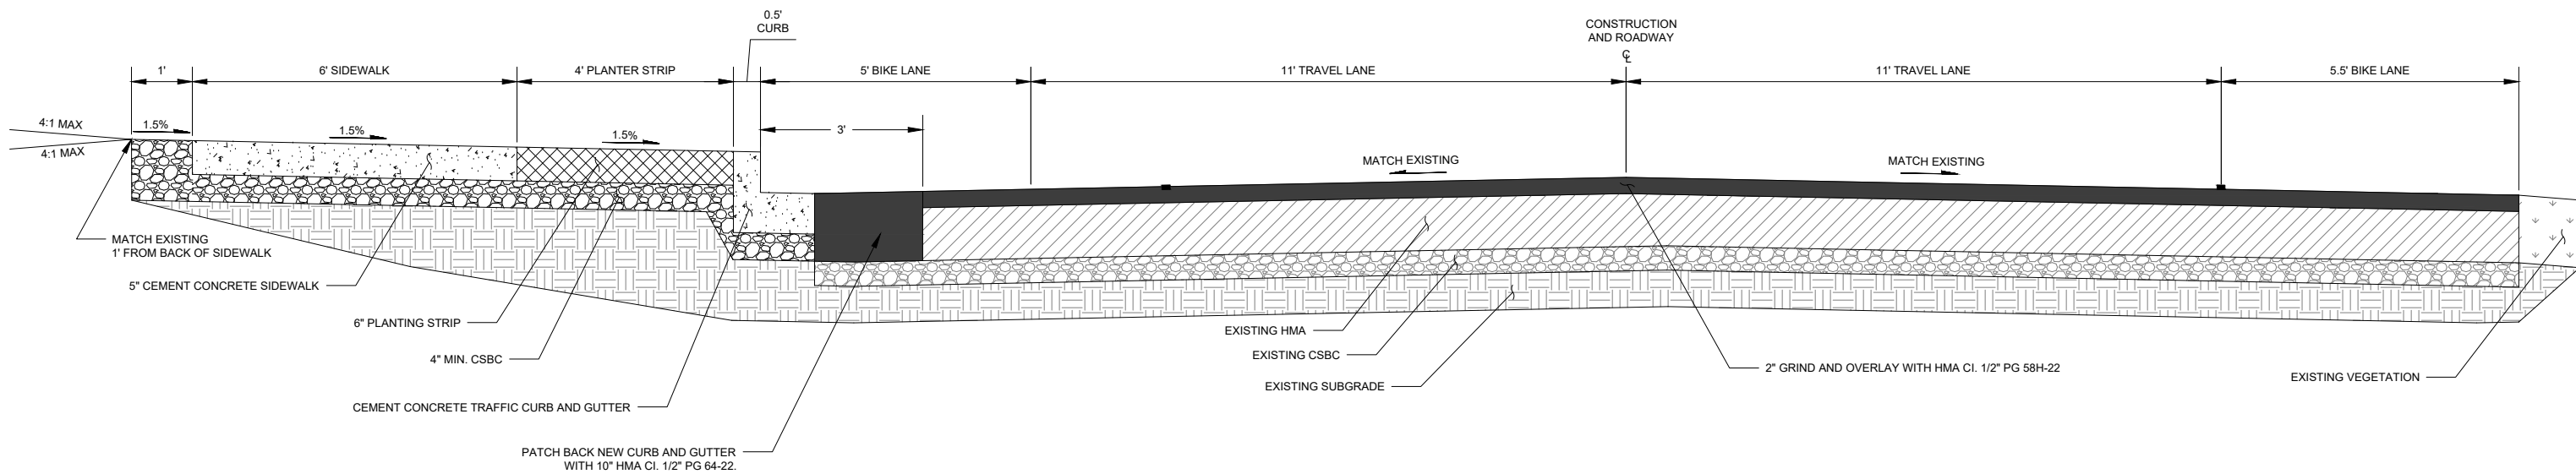 0.5'
CURB
CONSTRUCTION
AND ROADWAY
℄
1'
6' SIDEWALK
4' PLANTER STRIP
5' BIKE LANE
11' TRAVEL LANE
11' TRAVEL LANE
5.5' BIKE LANE
4:1 MAX
4:1 MAX
1.5%
1.5%
1.5%
3'
MATCH EXISTING
MATCH EXISTING
MATCH EXISTING
1' FROM BACK OF SIDEWALK
5" CEMENT CONCRETE SIDEWALK
6" PLANTING STRIP
4" MIN. CSBC
CEMENT CONCRETE TRAFFIC CURB AND GUTTER
PATCH BACK NEW CURB AND GUTTER
WITH 10" HMA Cl. 1/2" PG 64-22.
EXISTING HMA
EXISTING CSBC
EXISTING SUBGRADE
2" GRIND AND OVERLAY WITH HMA Cl. 1/2" PG 58H-22
EXISTING VEGETATION